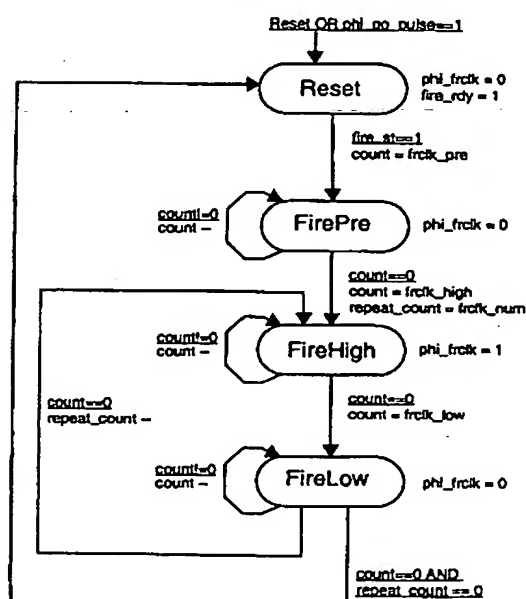 Reset OR phi_no_pulse==1
Reset
phi_frclk = 0
fire_rdy = 1
fire_st==1
count = frclk_pre
count!=0
count --
FirePre
phi_frclk = 0
count==0
count = frclk_high
repeat_count = frclk_num
count!=0
count --
FireHigh
phi_frclk = 1
count==0
repeat_count --
count==0
count = frclk_low
count!=0
count --
FireLow
phi_frclk = 0
count==0 AND
repeat_count == 0